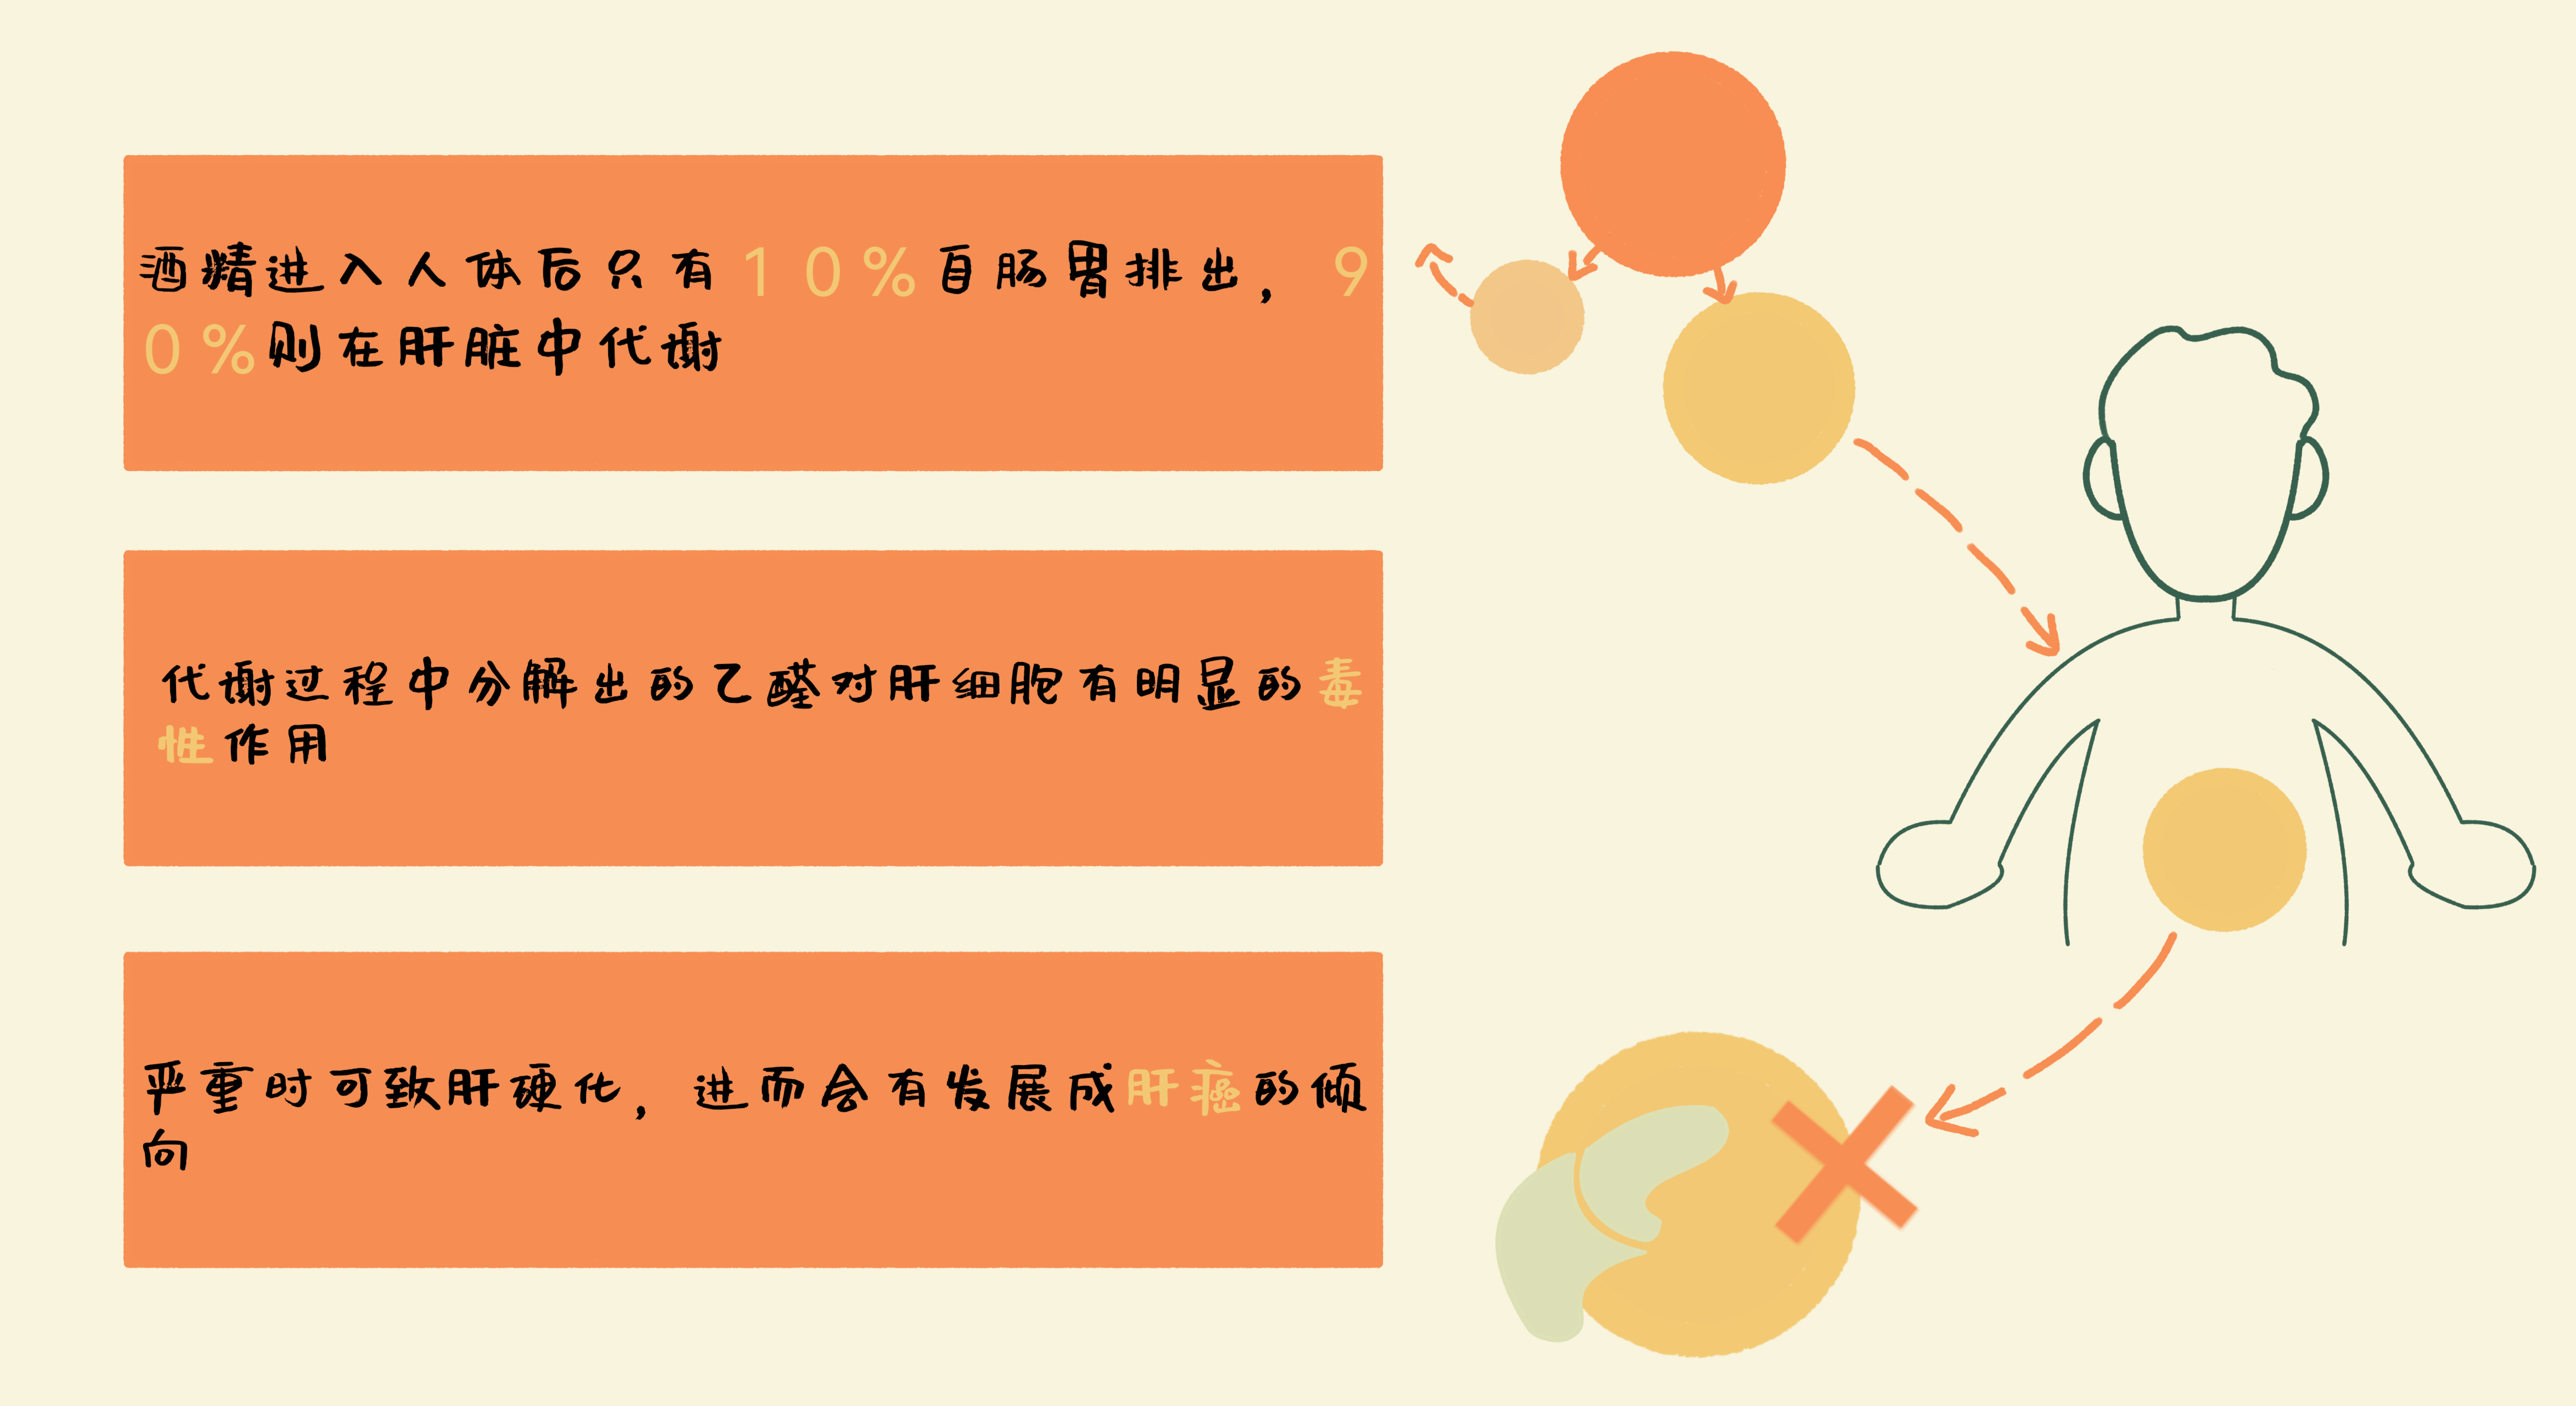 酒精进入人体后只有10%自肠胃排出，9
0%则在肝脏中代谢
代谢过程中分解出的乙醛对肝细胞有明显的毒
性作用
严重时可致肝硬化，进而会有发展成肝癌的倾
向